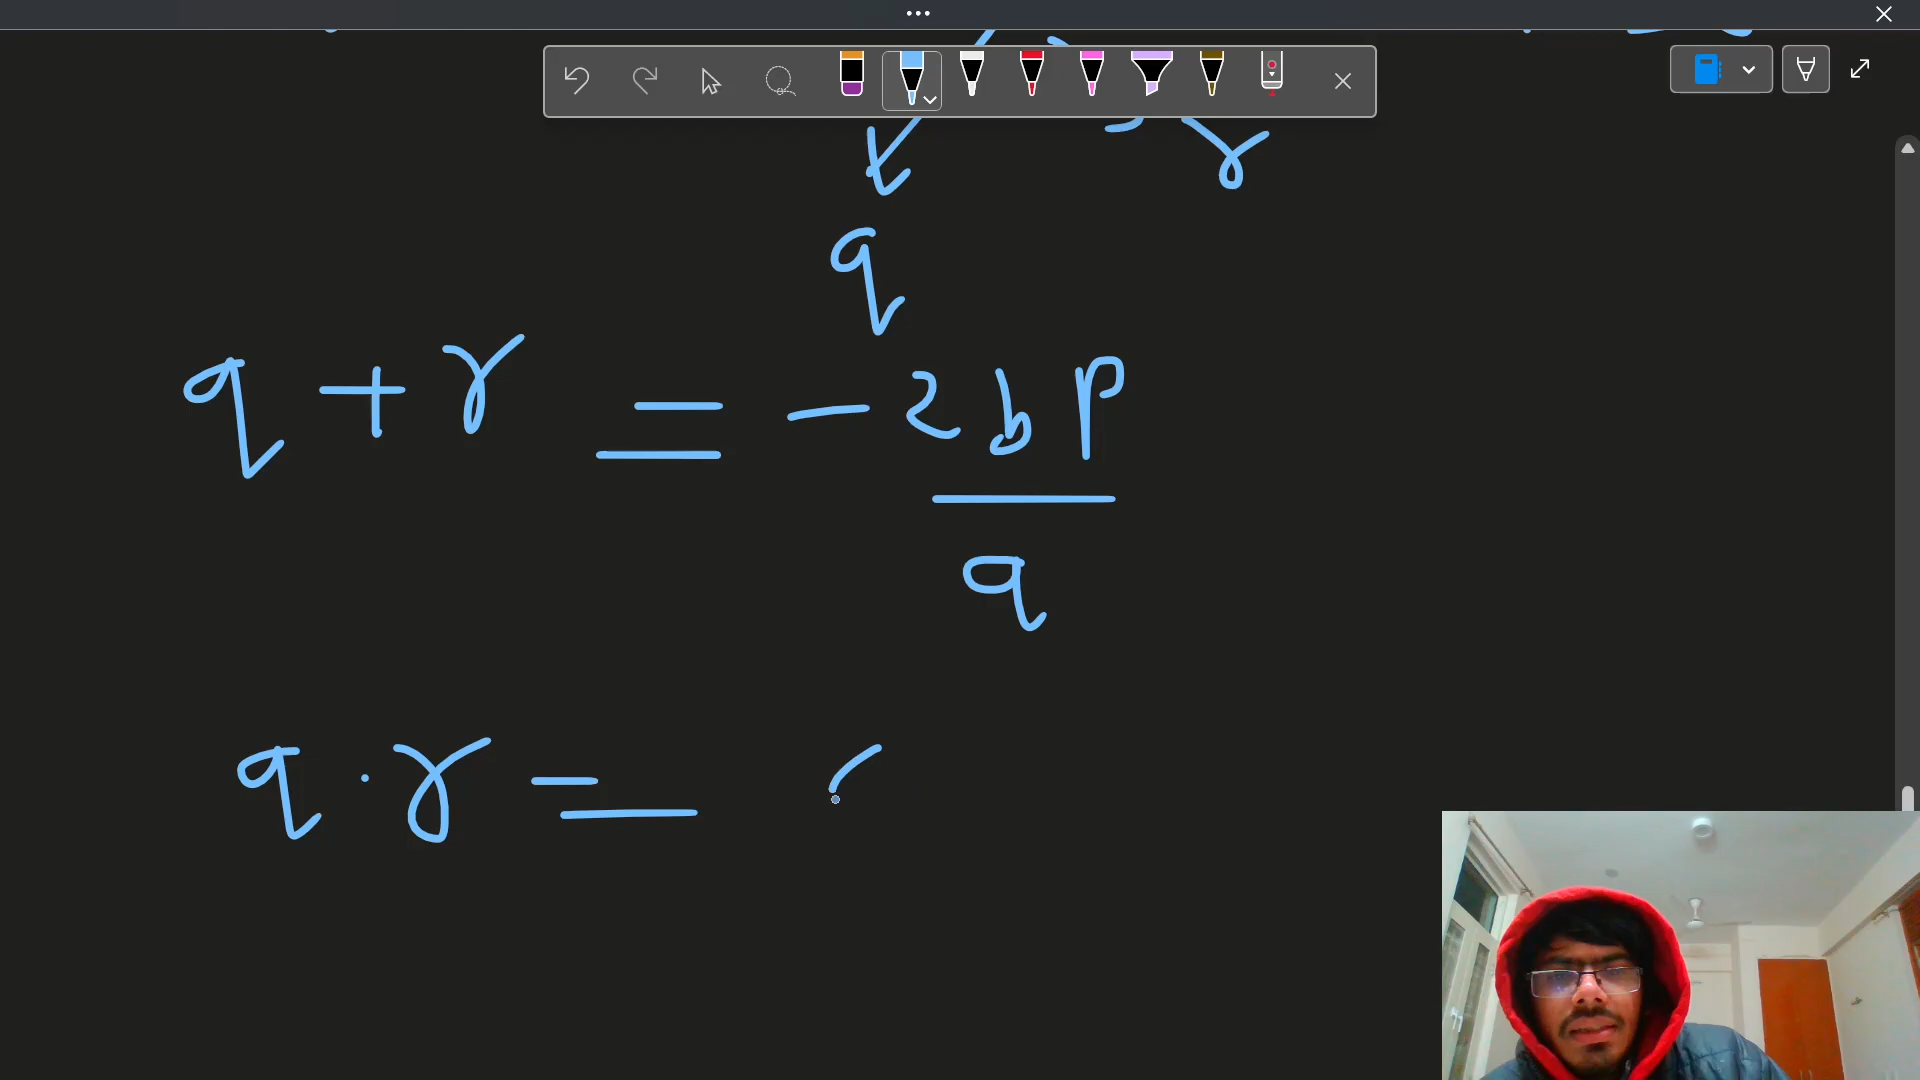 γ
q
q + γ = - 2bp
q
q · γ =